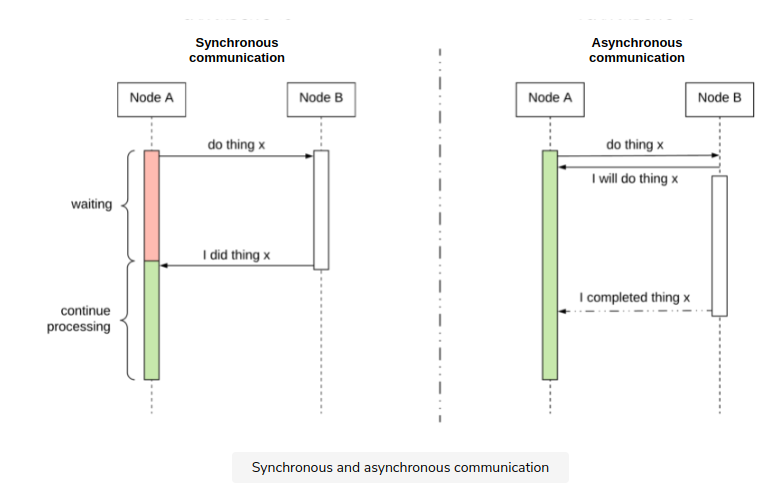 Synchronous
communication
Asynchronous
communication
Node A
Node B
Node A
Node B
do thing x
do thing x
I will do thing x
waiting
I did thing x
I completed thing x
continue
processing
Synchronous and asynchronous communication